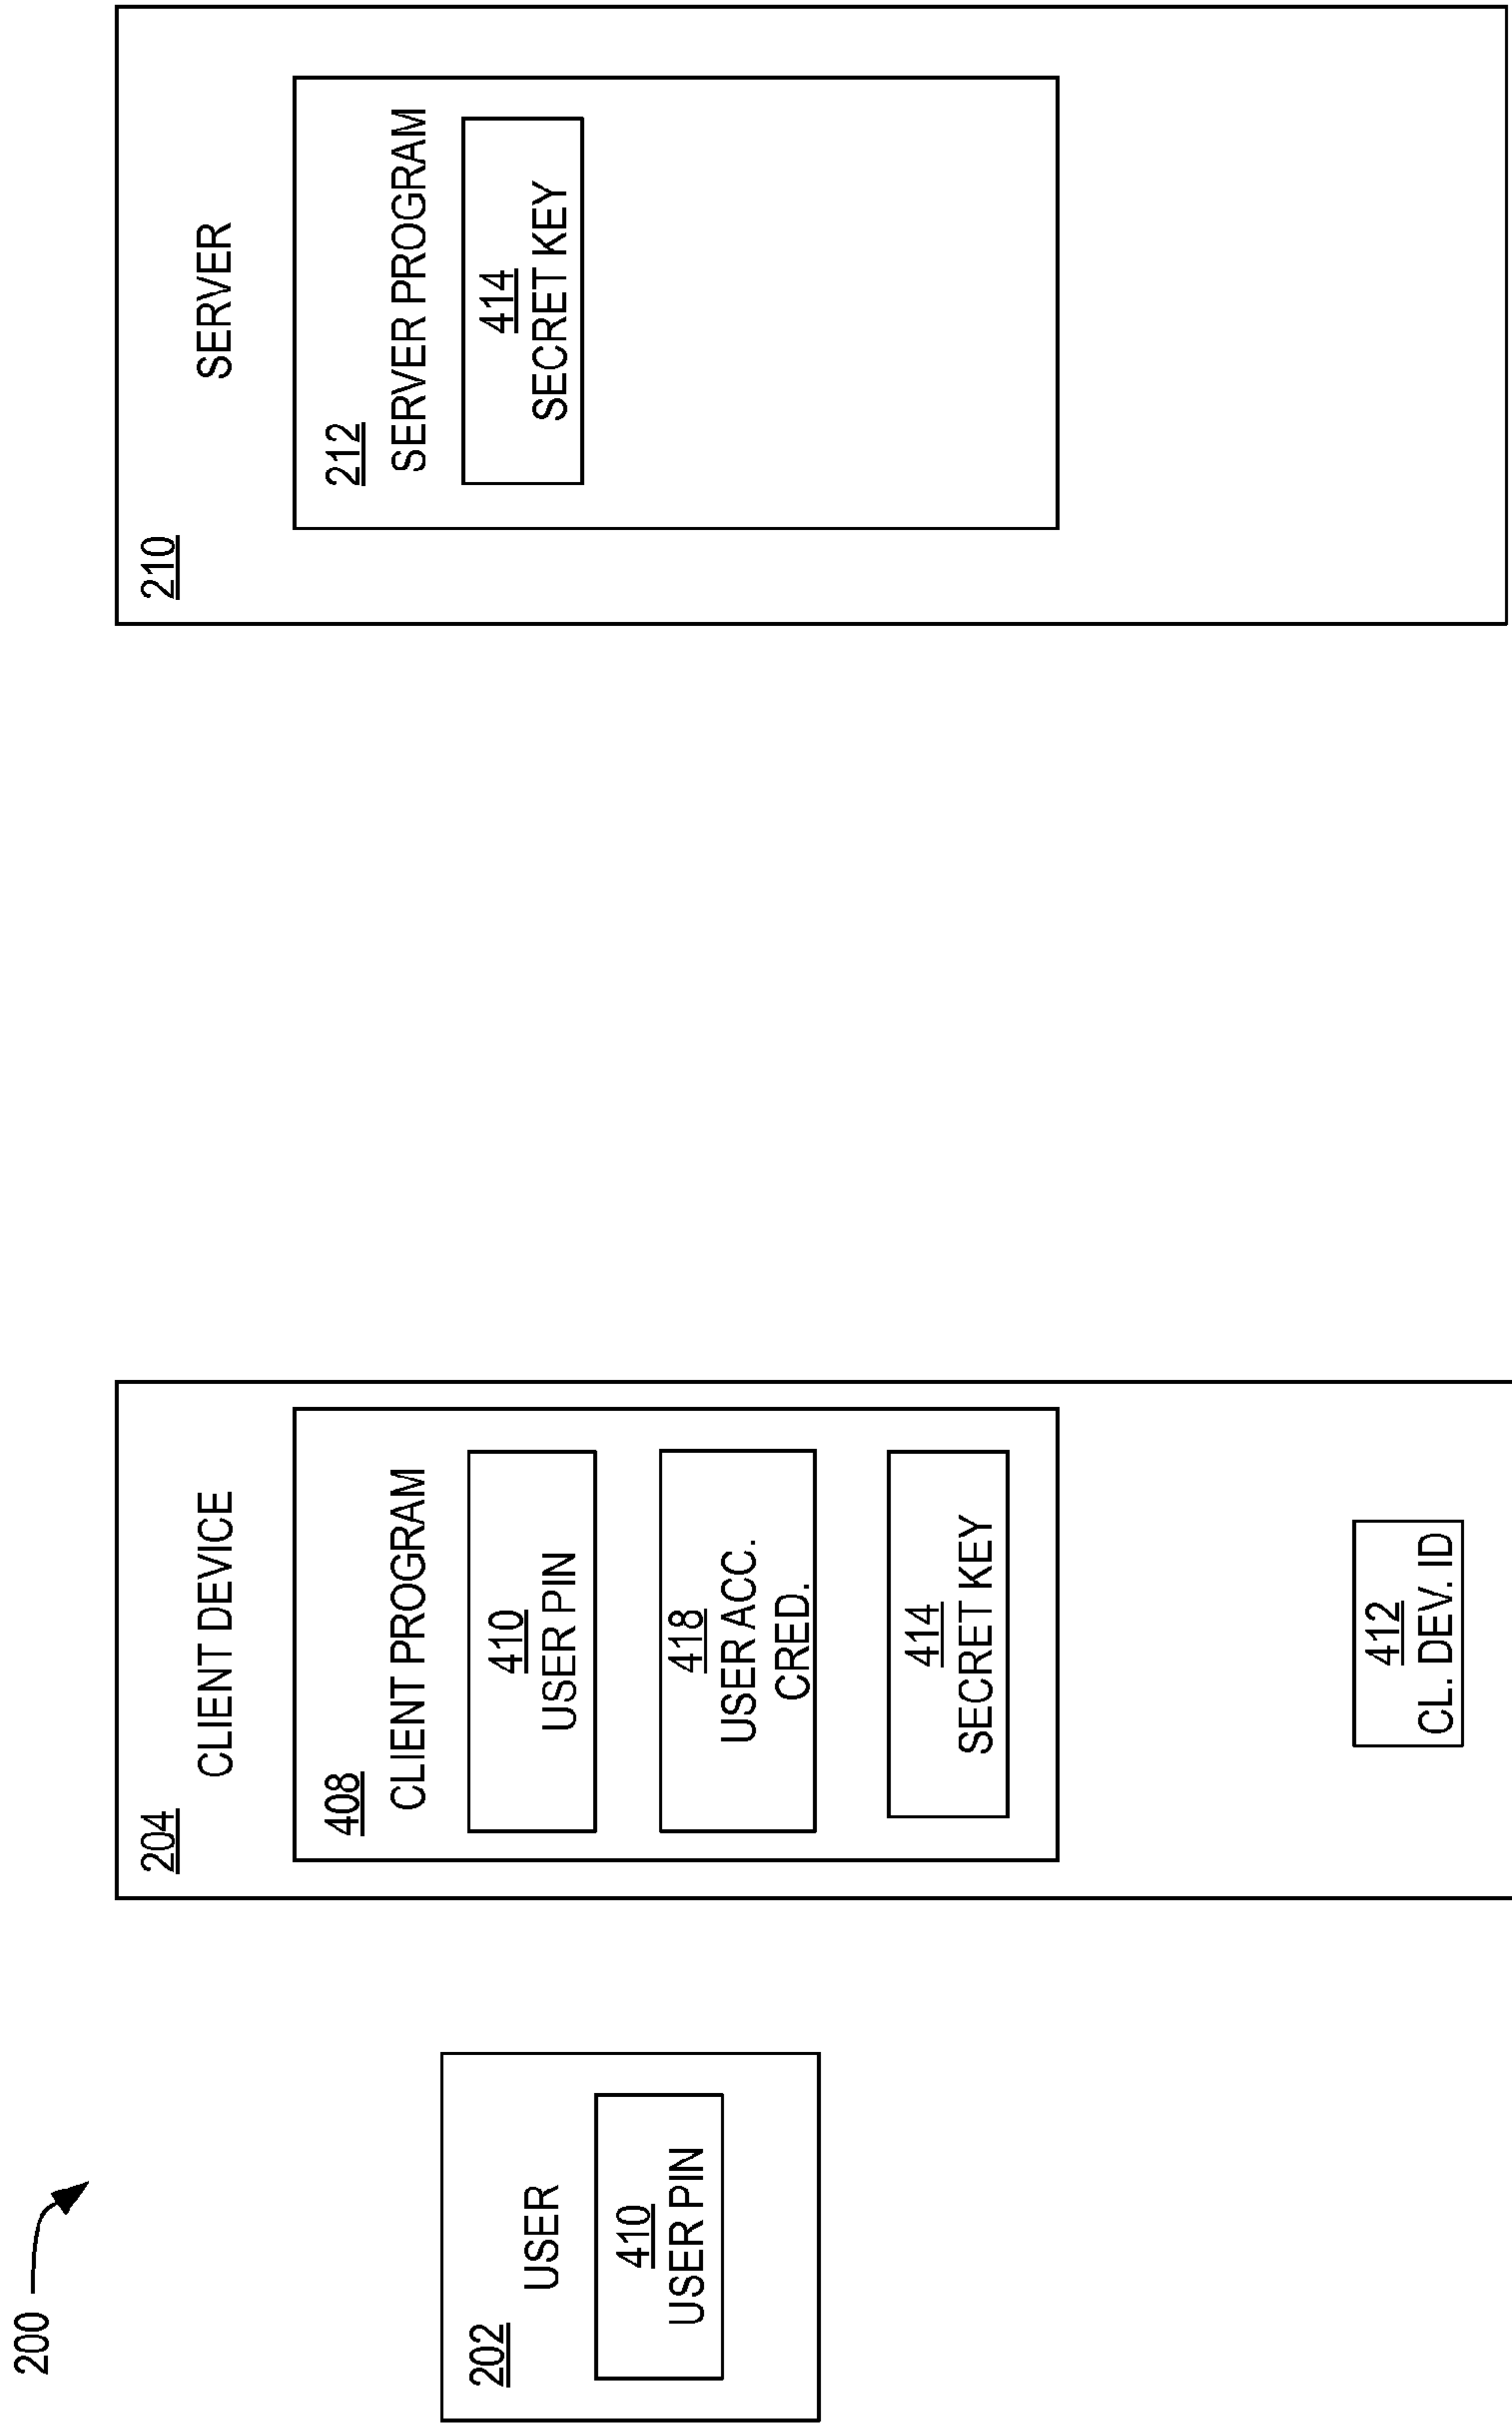 200
202
USER
410
USER PIN
204
CLIENT DEVICE
408
CLIENT PROGRAM
410
USER PIN
418
USER ACC.
CRED.
414
SECRET KEY
412
CL. DEV. ID
210
SERVER
212
SERVER PROGRAM
414
SECRET KEY